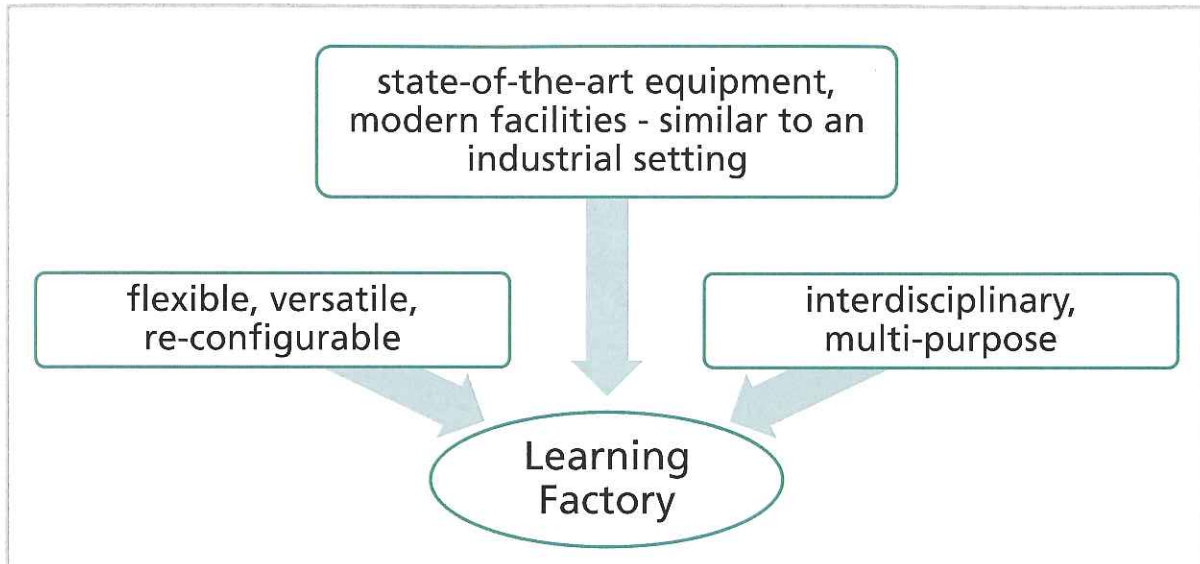 state-of-the-art equipment,
modern facilities - similar to an
industrial setting
flexible, versatile,
re-configurable
interdisciplinary,
multi-purpose
Learning
Factory